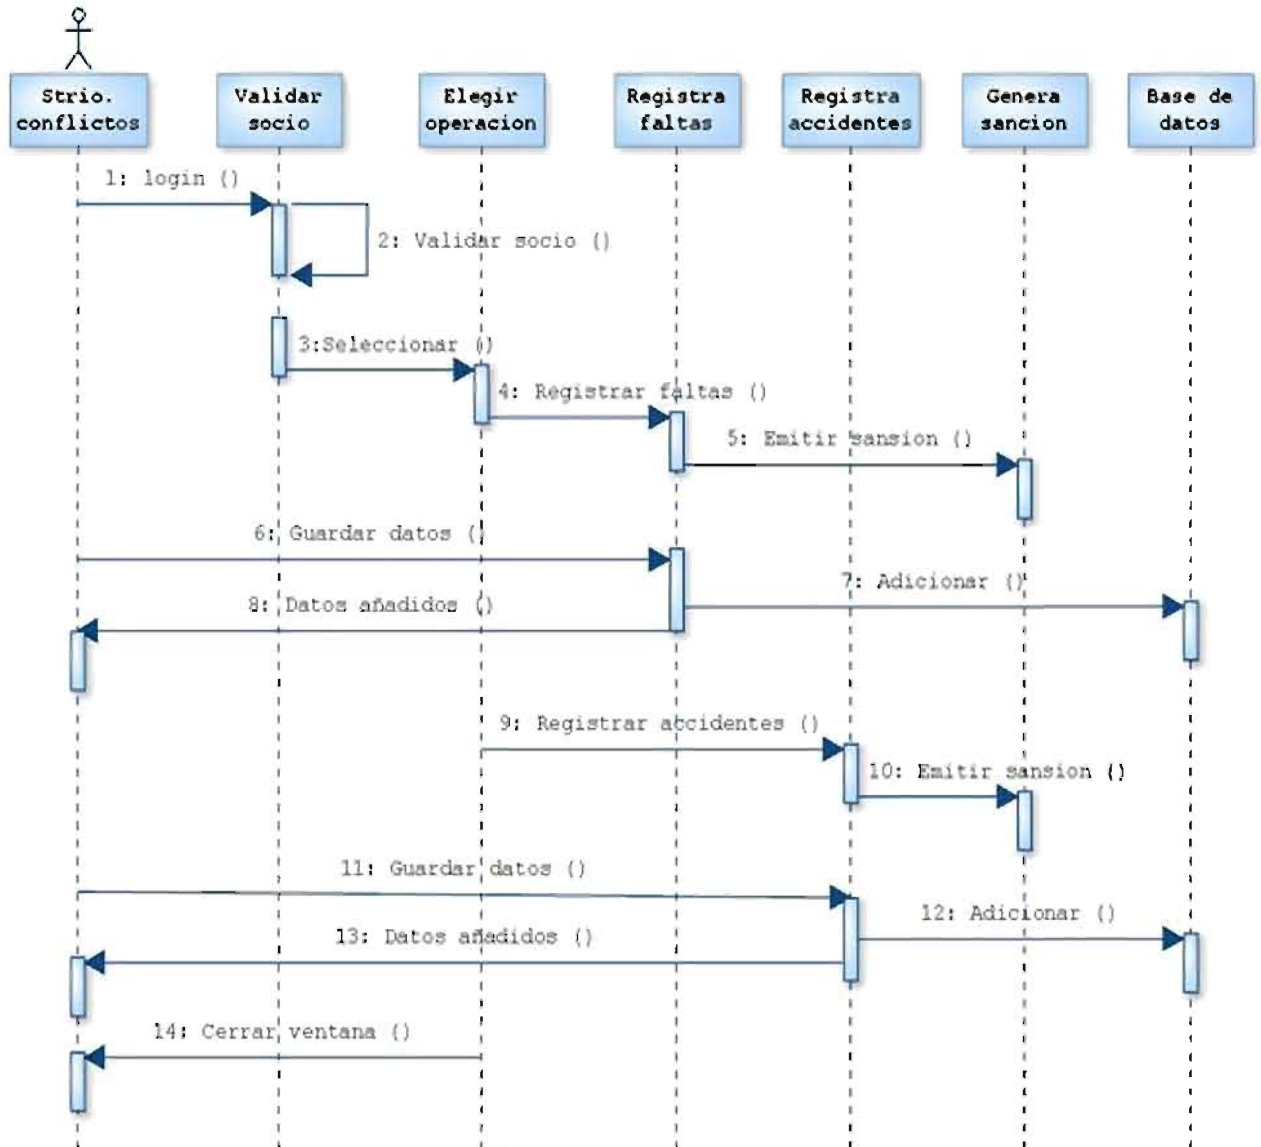 Strio.
conflictos
Validar
socio
Elegir
operacion
Registra
faltas
Registra
accidentes
Genera
sancion
Base de
datos
1: login ()
2: Validar socio ()
3:Seleccionar ()
4: Registrar faltas ()
5: Emitir sansion ()
6: Guardar datos ()
7: Adicionar ()
8: Datos añadidos ()
9: Registrar accidentes ()
10: Emitir sansion ()
11: Guardar datos ()
12: Adicionar ()
13: Datos añadidos ()
14: Cerrar ventana ()